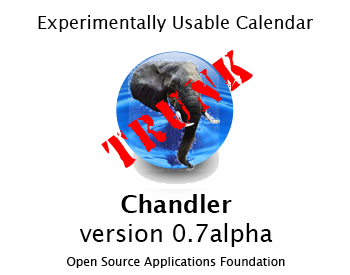 Experimentally Usable Calendar
TRUNK
Chandler
version 0.7alpha
Open Source Applications Foundation